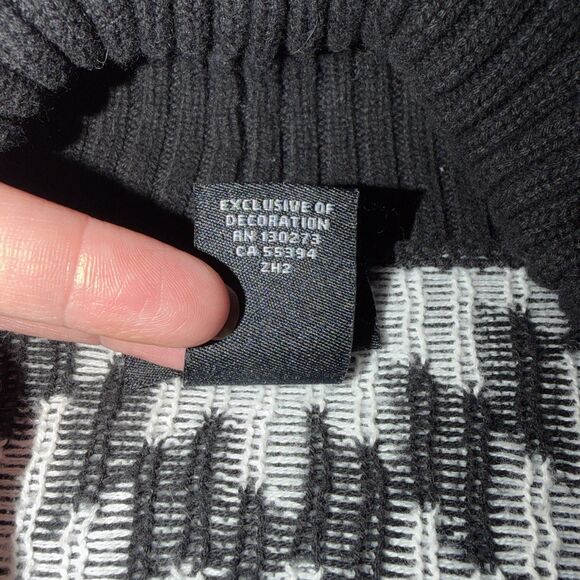 EXCLUSIVE OF
DECORATION
RN 130273
CA 55394
ZH2